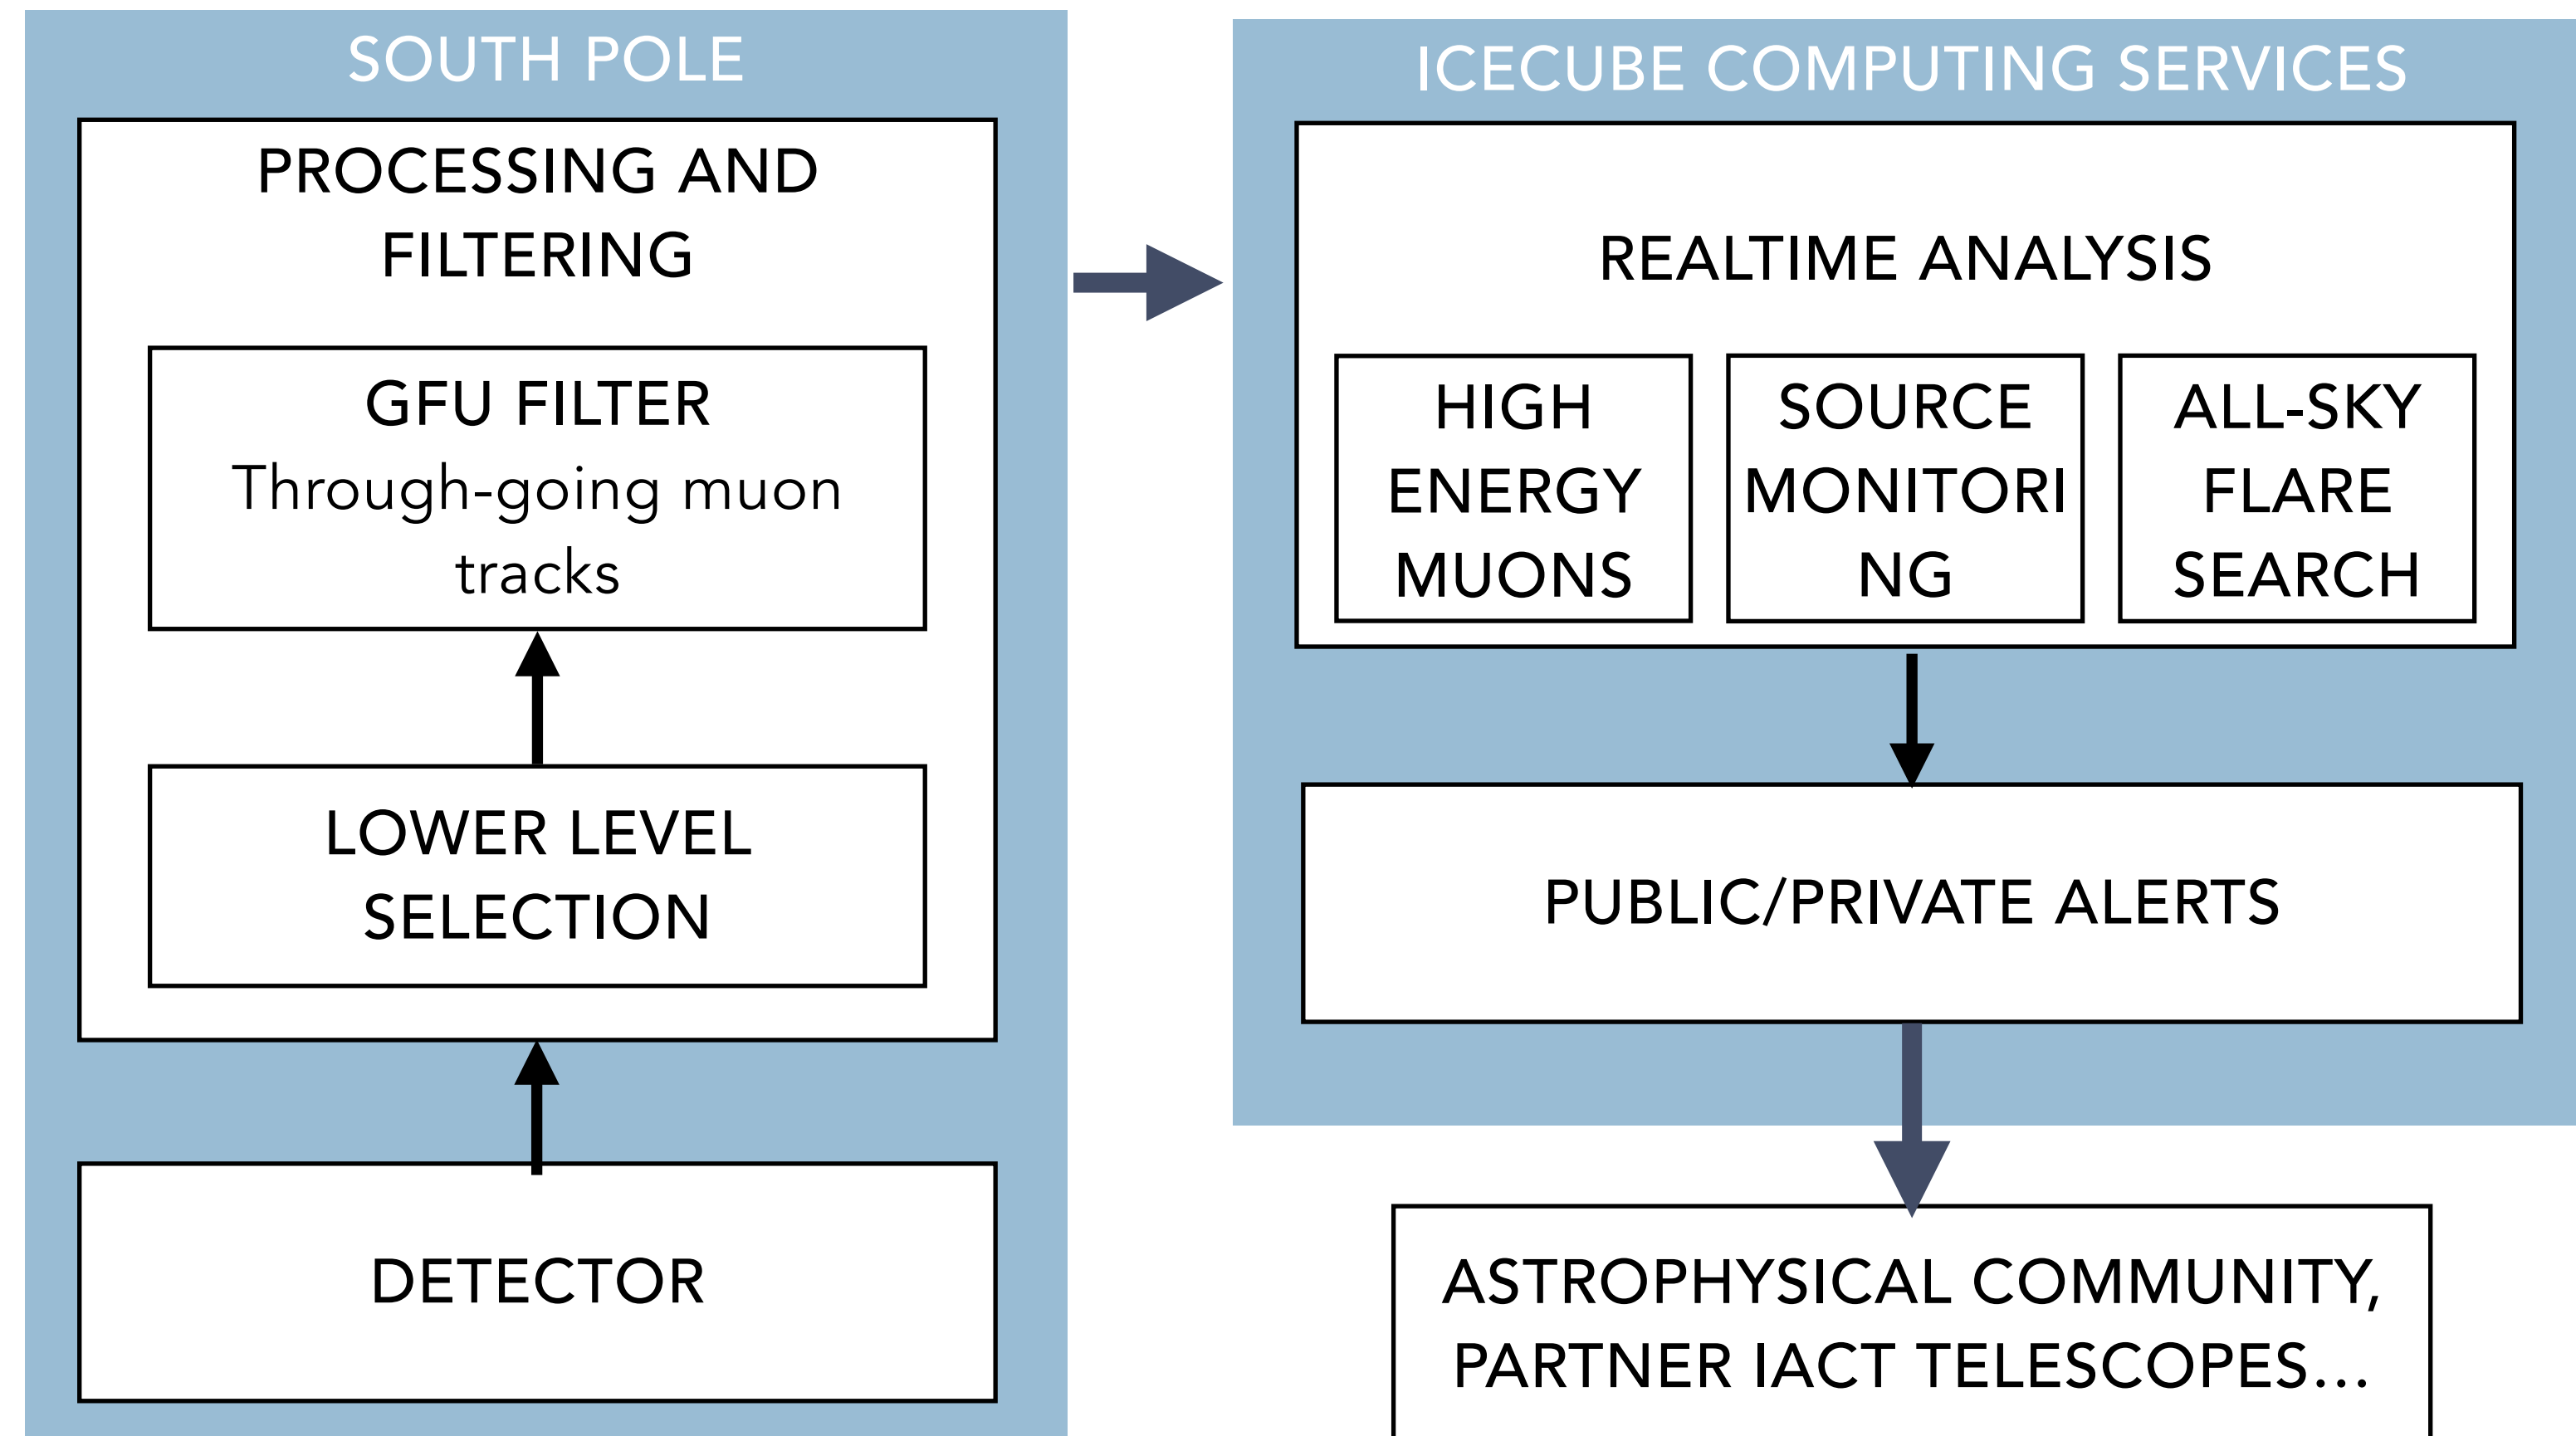 SOUTH POLE
PROCESSING AND
FILTERING
GFU FILTER
Through-going muon
tracks
LOWER LEVEL
SELECTION
DETECTOR
ICECUBE COMPUTING SERVICES
REALTIME ANALYSIS
HIGH
ENERGY
MUONS
SOURCE
MONITORI
NG
ALL-SKY
FLARE
SEARCH
PUBLIC/PRIVATE ALERTS
ASTROPHYSICAL COMMUNITY,
PARTNER IACT TELESCOPES...